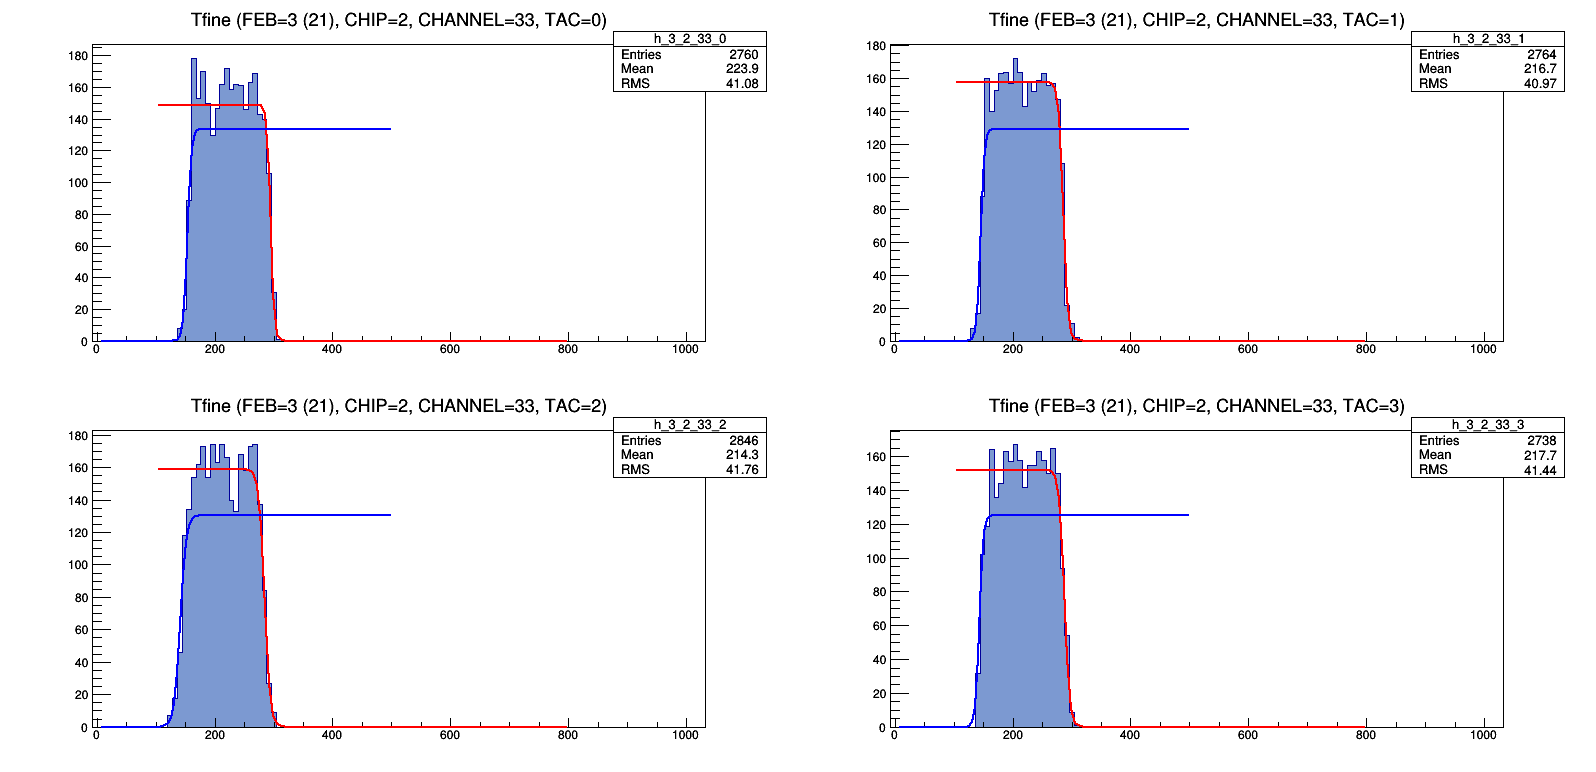 Tfine (FEB=3 (21), CHIP=2, CHANNEL=33, TAC=0)
h_3_2_33_0
Entries 2760
Mean 223.9
RMS 41.08
180
160
140
120
100
80
60
40
20
0
0 200 400 600 800 1000
Tfine (FEB=3 (21), CHIP=2, CHANNEL=33, TAC=1)
h_3_2_33_1
Entries 2764
Mean 216.7
RMS 40.97
180
160
140
120
100
80
60
40
20
0
0 200 400 600 800 1000
Tfine (FEB=3 (21), CHIP=2, CHANNEL=33, TAC=2)
h_3_2_33_2
Entries 2846
Mean 214.3
RMS 41.76
180
160
140
120
100
80
60
40
20
0
0 200 400 600 800 1000
Tfine (FEB=3 (21), CHIP=2, CHANNEL=33, TAC=3)
h_3_2_33_3
Entries 2738
Mean 217.7
RMS 41.44
160
140
120
100
80
60
40
20
0
0 200 400 600 800 1000